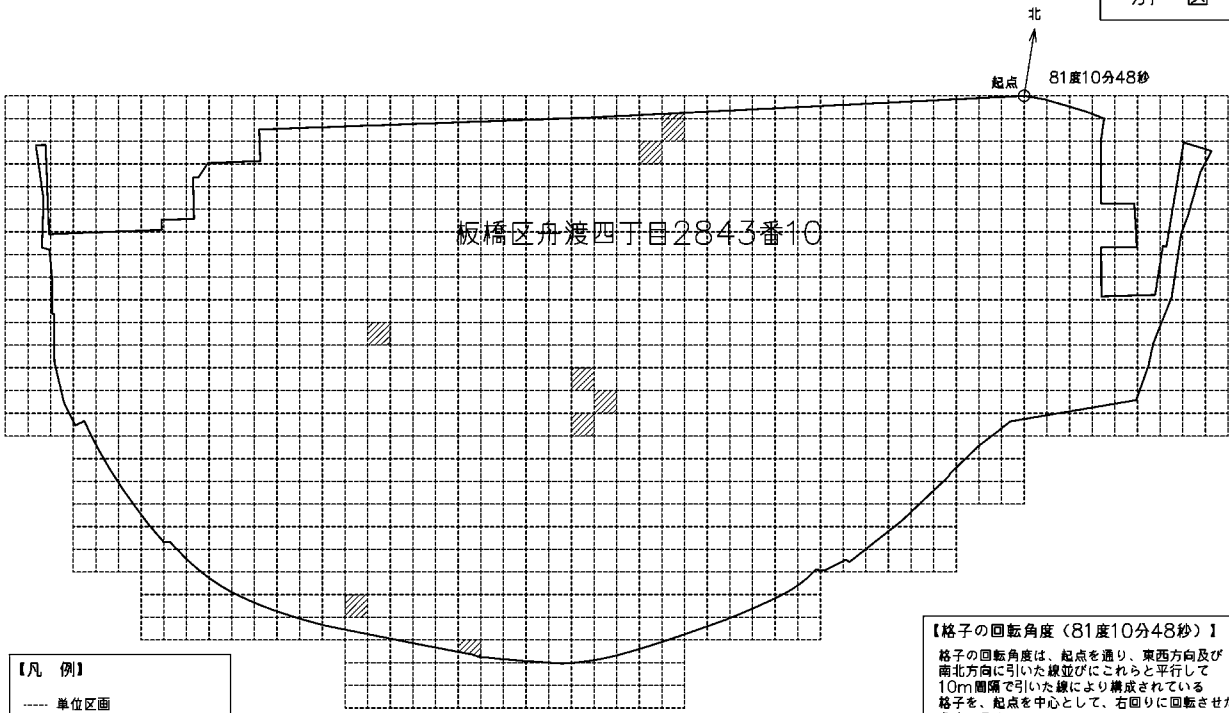 北
起点
81度10分48秒
板橋区舟渡四丁目2843番10
【格子の回転角度（81度10分48秒）】
格子の回転角度は、起点を通り、東西方向及び
南北方向に引いた線並びにこれらと平行して
10m間隔で引いた線により構成されている
格子を、起点を中心として、右回りに回転させた
【凡　例】
----- 単位区画